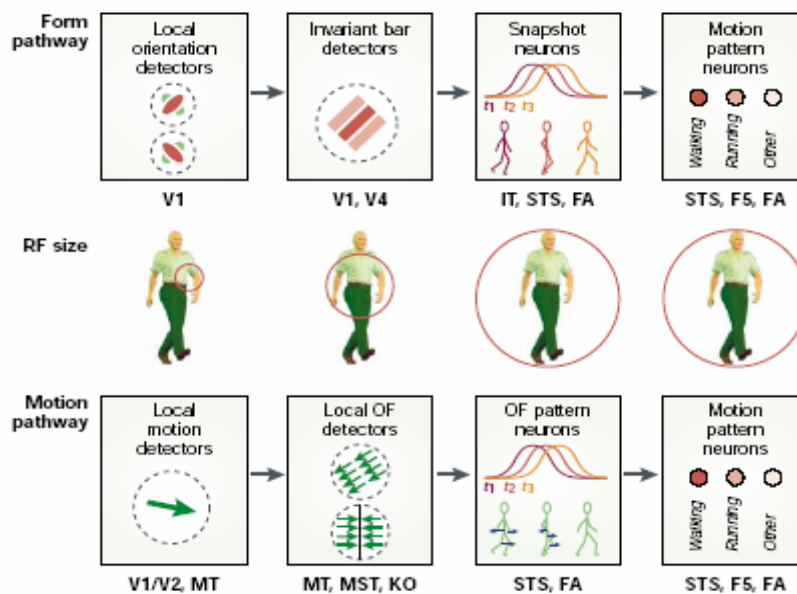 Form pathway
Local orientation detectors
Invariant bar detectors
Snapshot neurons
Motion pattern neurons
t1 t2 t3
Walking
Running
Other
V1
V1, V4
IT, STS, FA
STS, F5, FA
RF size
Motion pathway
Local motion detectors
Local OF detectors
OF pattern neurons
Motion pattern neurons
t1 t2 t3
Walking
Running
Other
V1/V2, MT
MT, MST, KO
STS, FA
STS, F5, FA